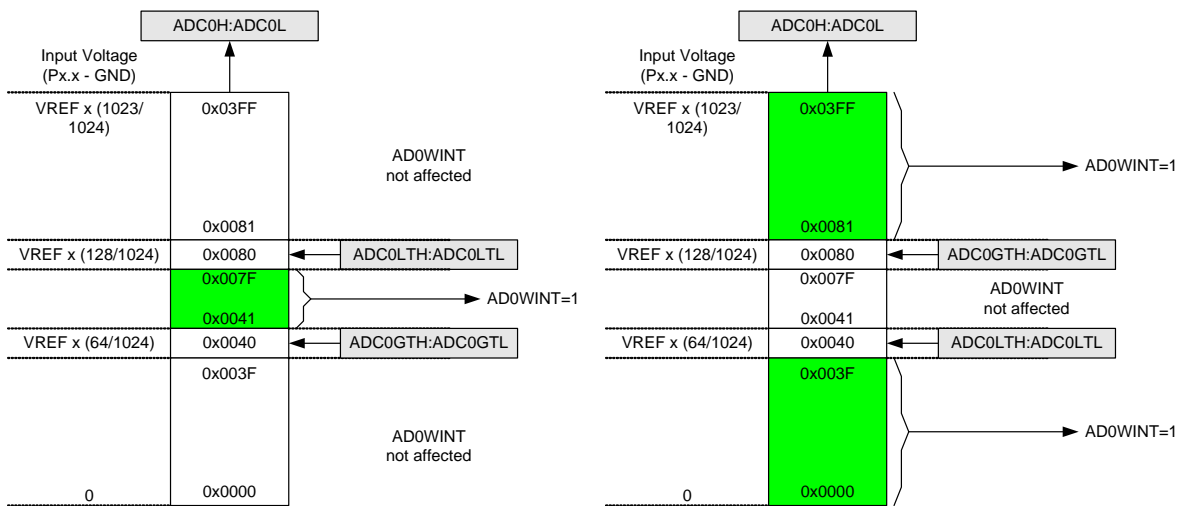 ADC0H:ADC0L
Input Voltage
(Px.x - GND)
VREF x (1023/
1024)
0x03FF
AD0WINT
not affected
0x0081
VREF x (128/1024)
0x0080
ADC0LTH:ADC0LTL
0x007F
AD0WINT=1
0x0041
VREF x (64/1024)
0x0040
ADC0GTH:ADC0GTL
0x003F
AD0WINT
not affected
0
0x0000
ADC0H:ADC0L
Input Voltage
(Px.x - GND)
VREF x (1023/
1024)
0x03FF
AD0WINT=1
0x0081
VREF x (128/1024)
0x0080
ADC0GTH:ADC0GTL
0x007F
AD0WINT
not affected
0x0041
VREF x (64/1024)
0x0040
ADC0LTH:ADC0LTL
0x003F
AD0WINT=1
0
0x0000